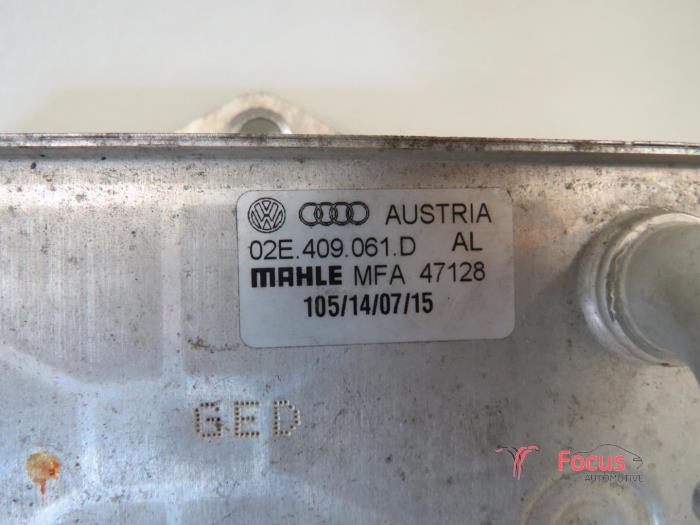 AUSTRIA
02E.409.061.D AL
MAHLE MFA 47128
105/14/07/15
GED
Focus
AUTOMOTIVE